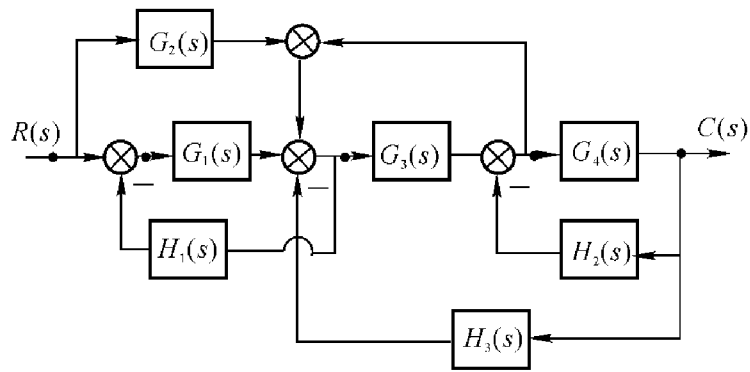 G₂(s)
R(s)
G₁(s)
G₃(s)
G₄(s)
C(s)
−
−
−
H₁(s)
H₂(s)
H₃(s)